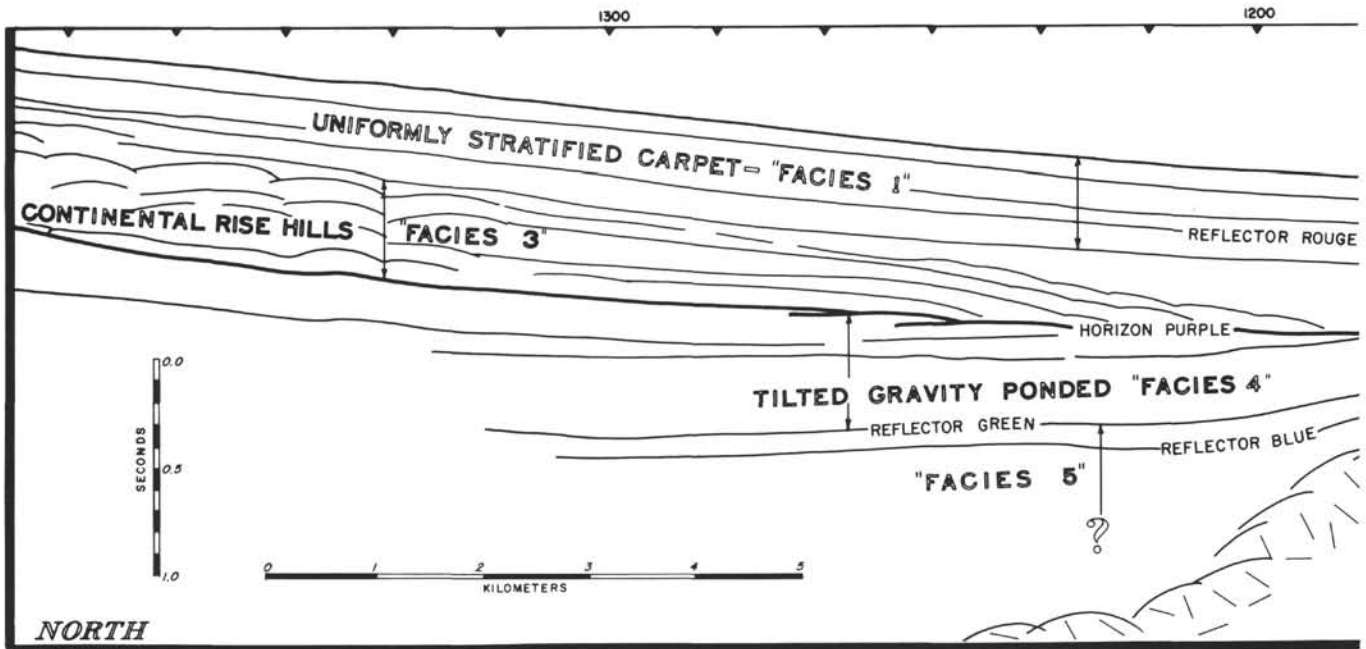 1300
1200
UNIFORMLY STRATIFIED CARPET- "FACIES 1"
CONTINENTAL RISE HILLS
"FACIES 3"
REFLECTOR ROUGE
HORIZON PURPLE
TILTED GRAVITY PONDED "FACIES 4"
REFLECTOR GREEN
REFLECTOR BLUE
"FACIES 5"
?
0.0
0.5
1.0
SECONDS
0 1 2 3 4 5
KILOMETERS
NORTH